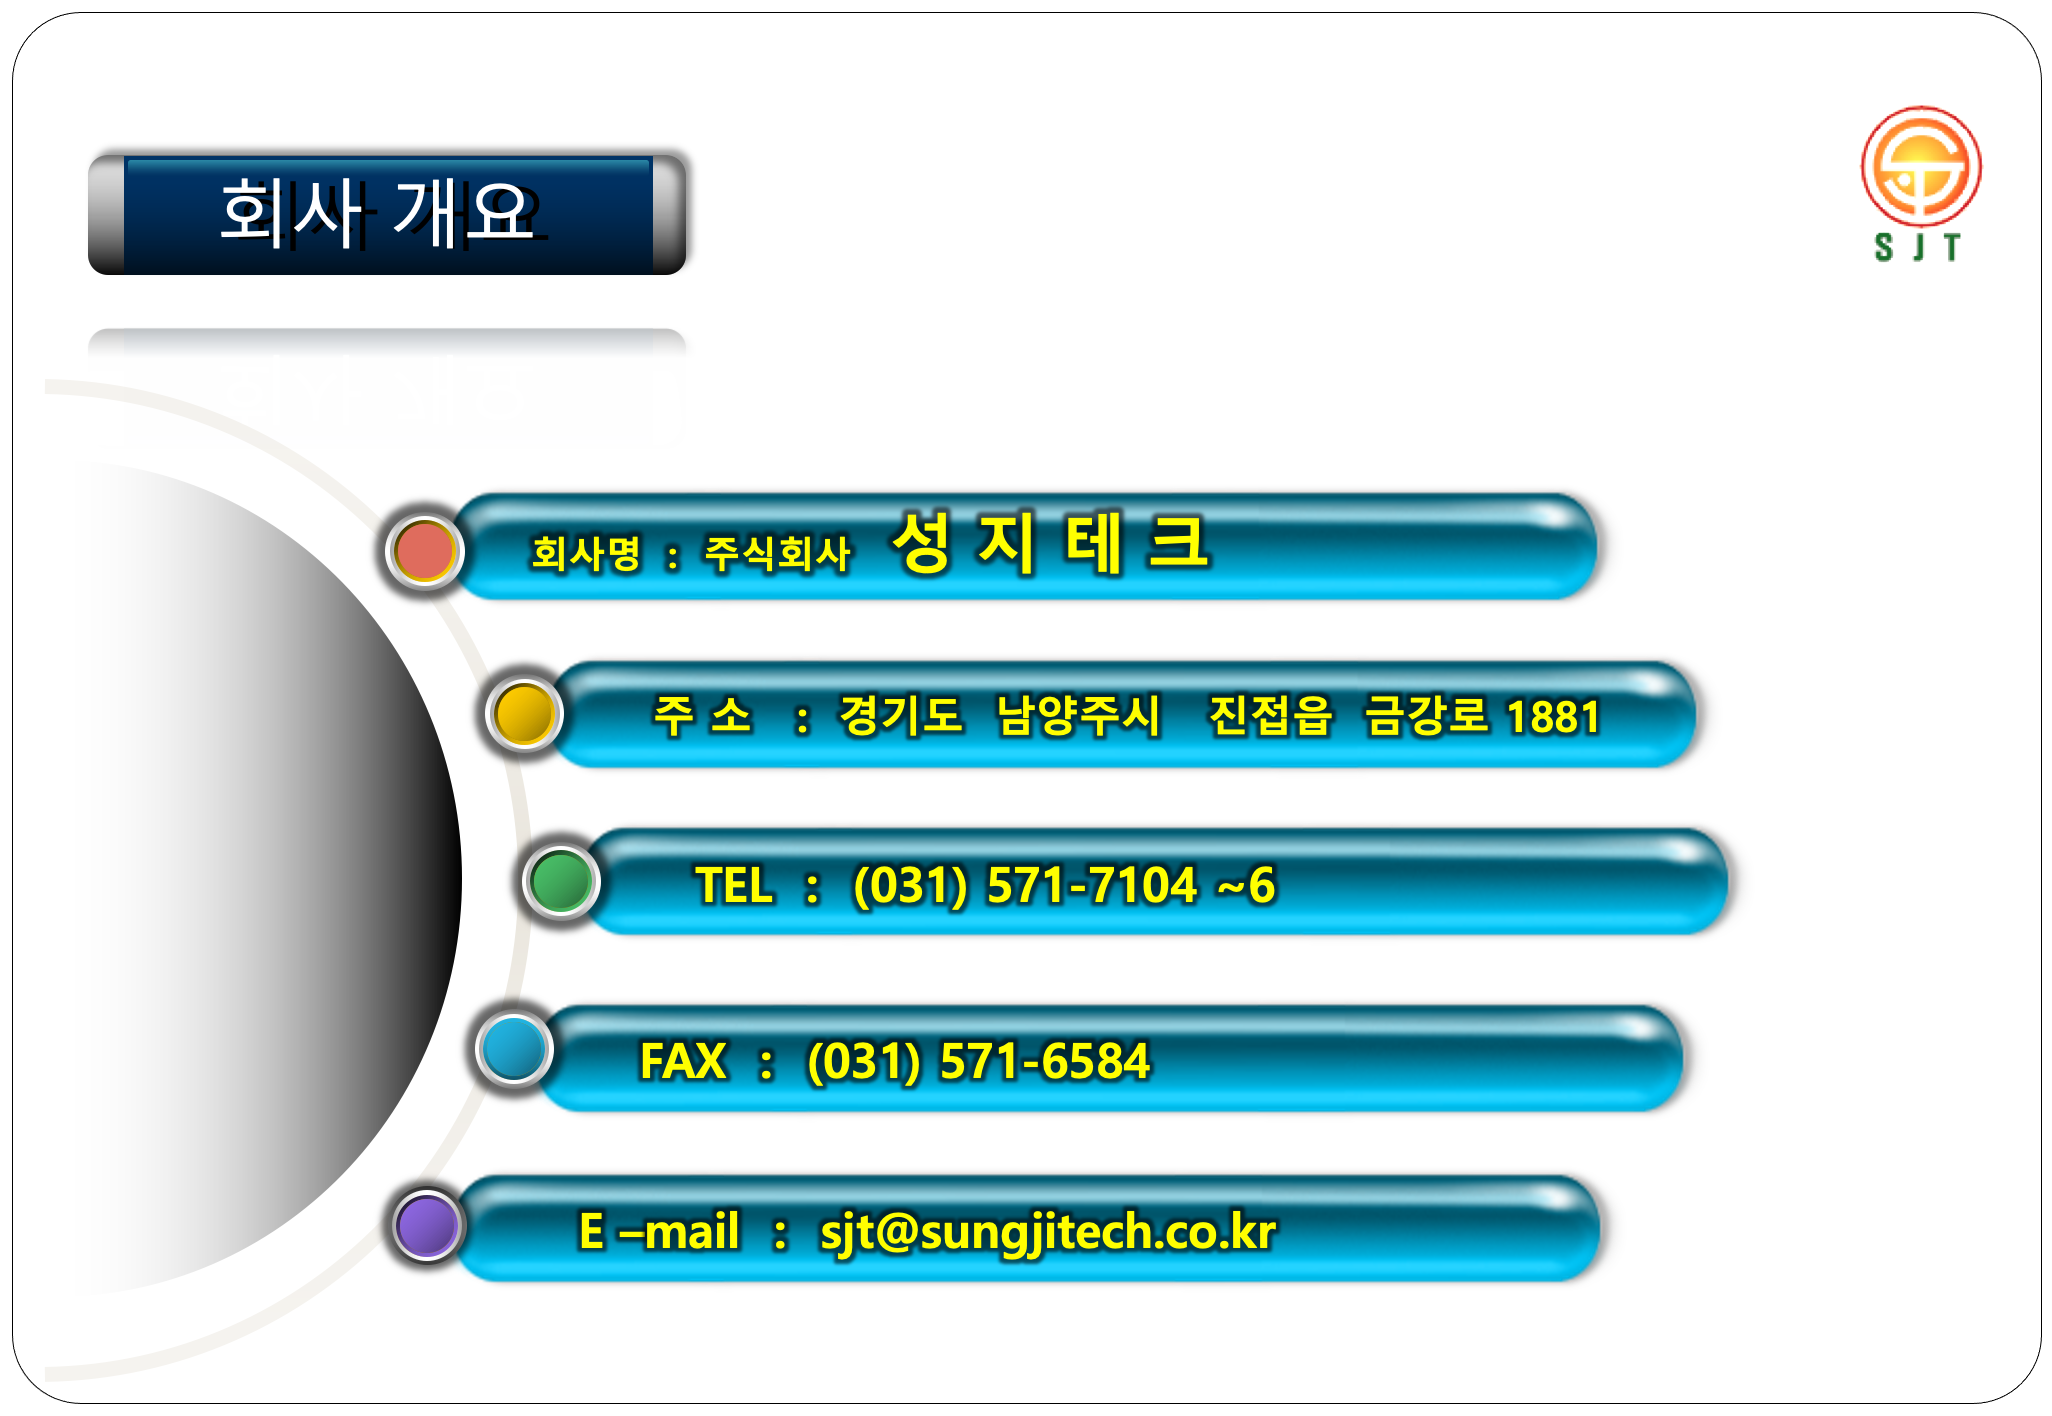 회사 개요
S J T
회사명 : 주식회사 성 지 테 크
주 소 : 경기도 남양주시 진접읍 금강로 1881
TEL : (031) 571-7104 ~6
FAX : (031) 571-6584
E –mail : sjt@sungjitech.co.kr